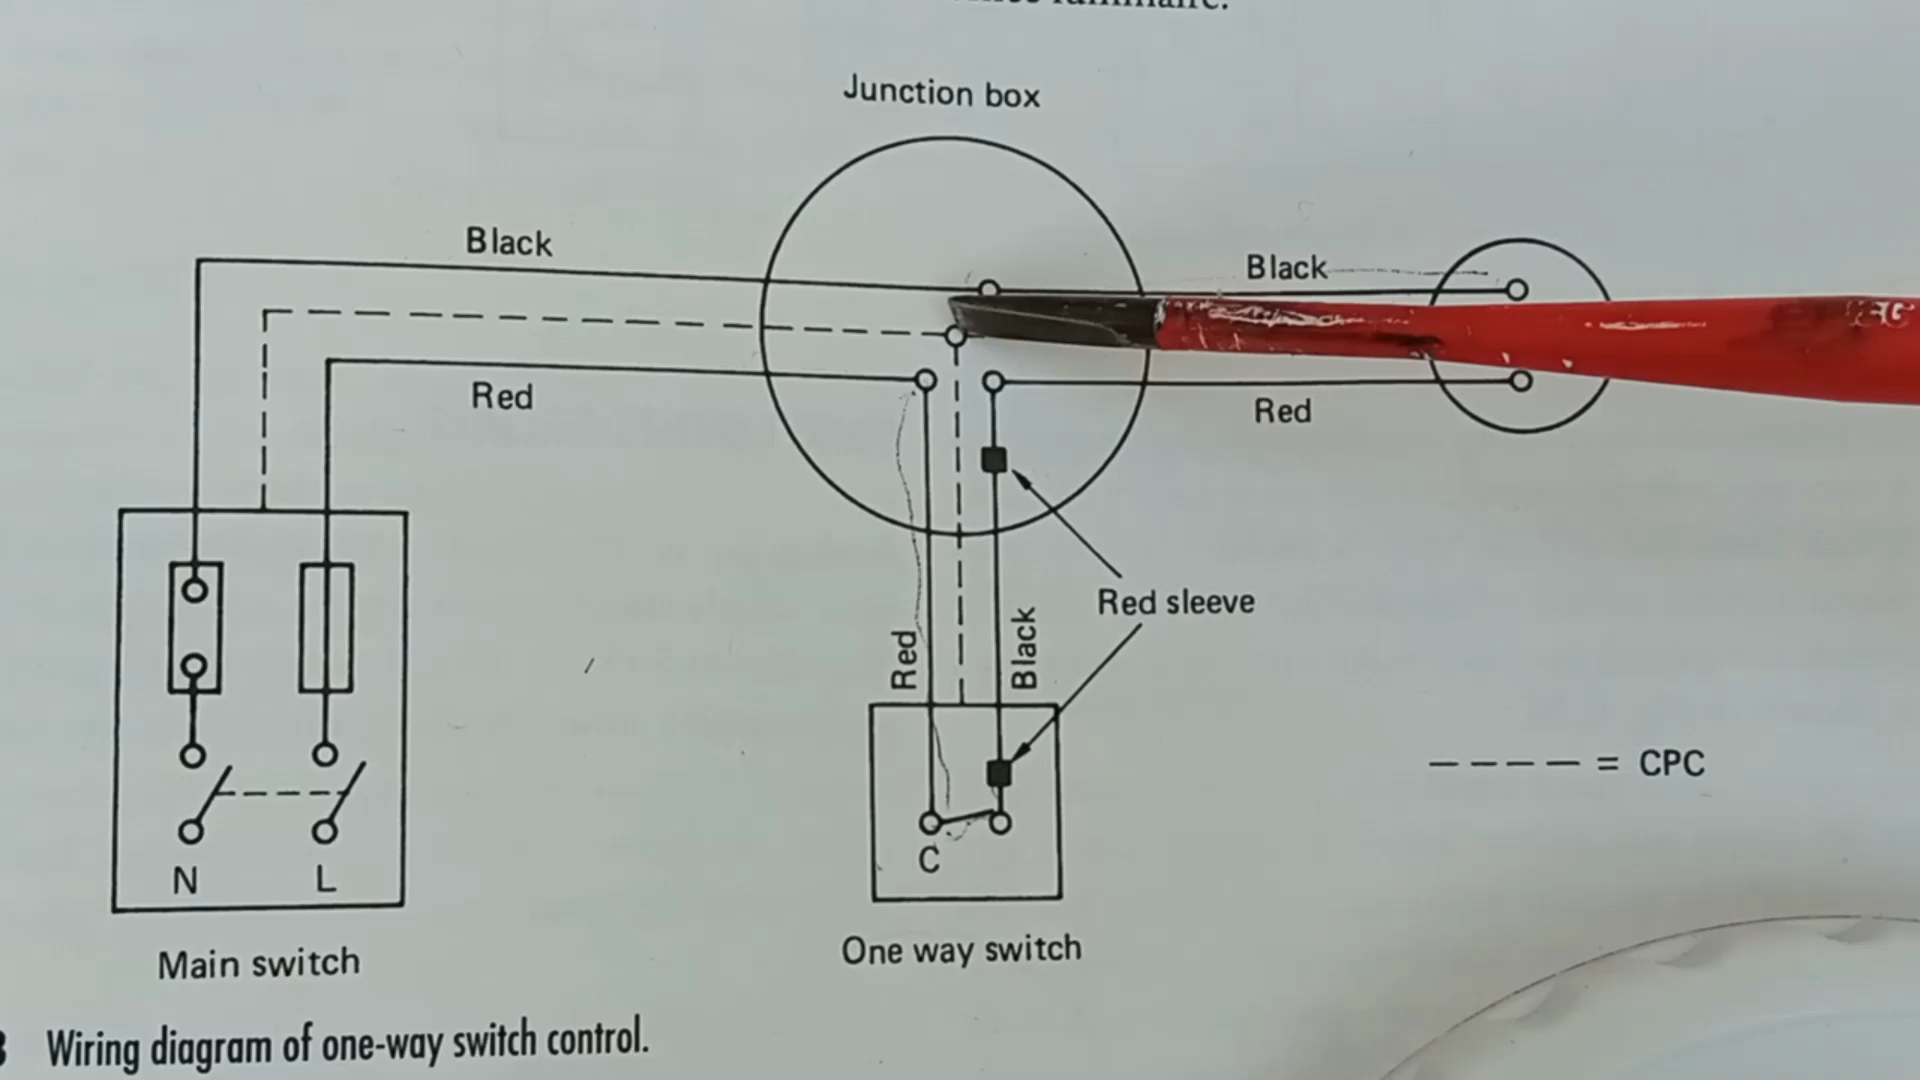 Junction box
Black
Black
Red
Red
Red sleeve
Red
Black
= CPC
C
N L
One way switch
Main switch
Wiring diagram of one-way switch control.